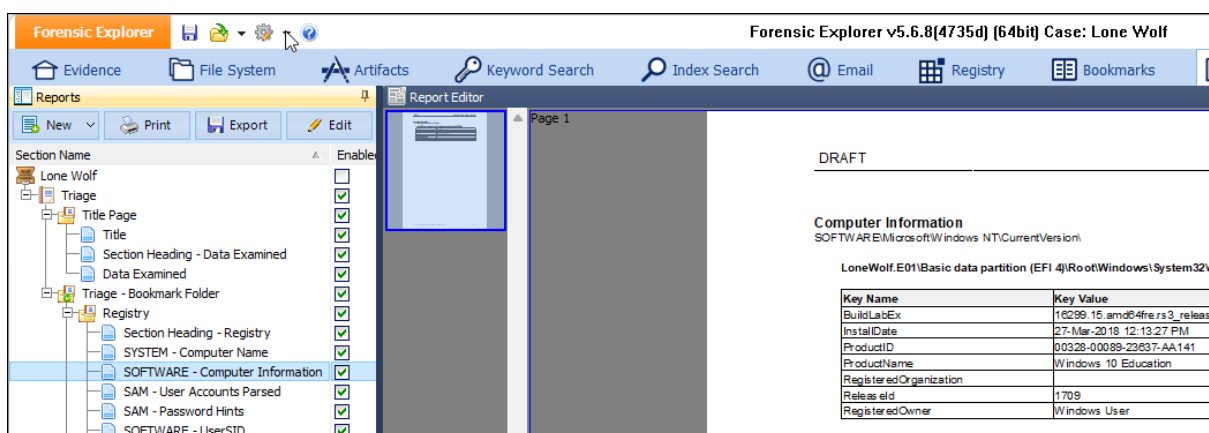 Forensic Explorer
Forensic Explorer v5.6.8(4735d) (64bit) Case: Lone Wolf
Evidence File System Artifacts Keyword Search Index Search Email Registry Bookmarks
Reports
Report Editor
New Print Export Edit
Section Name Enable
Lone Wolf
Triage
Title Page
Title
Section Heading - Data Examined
Data Examined
Triage - Bookmark Folder
Registry
Section Heading - Registry
SYSTEM - Computer Name
SOFTWARE - Computer Information
SAM - User Accounts Parsed
SAM - Password Hints
SOFTWARE - UserSID
Page 1
DRAFT
Computer Information
SOFTWARE\Microsoft\Windows NT\CurrentVersion\
LoneWolf.E01\Basic data partition (EFI 4)\Root\Windows\System32\
Key Name Key Value
BuildLabEx 16299.15.amd64fre.rs3_releas
InstallDate 27-Mar-2018 12:13:27 PM
ProductID 00328-00089-23637-AA141
ProductName Windows 10 Education
RegisteredOrganization
ReleaseId 1709
RegisteredOwner Windows User